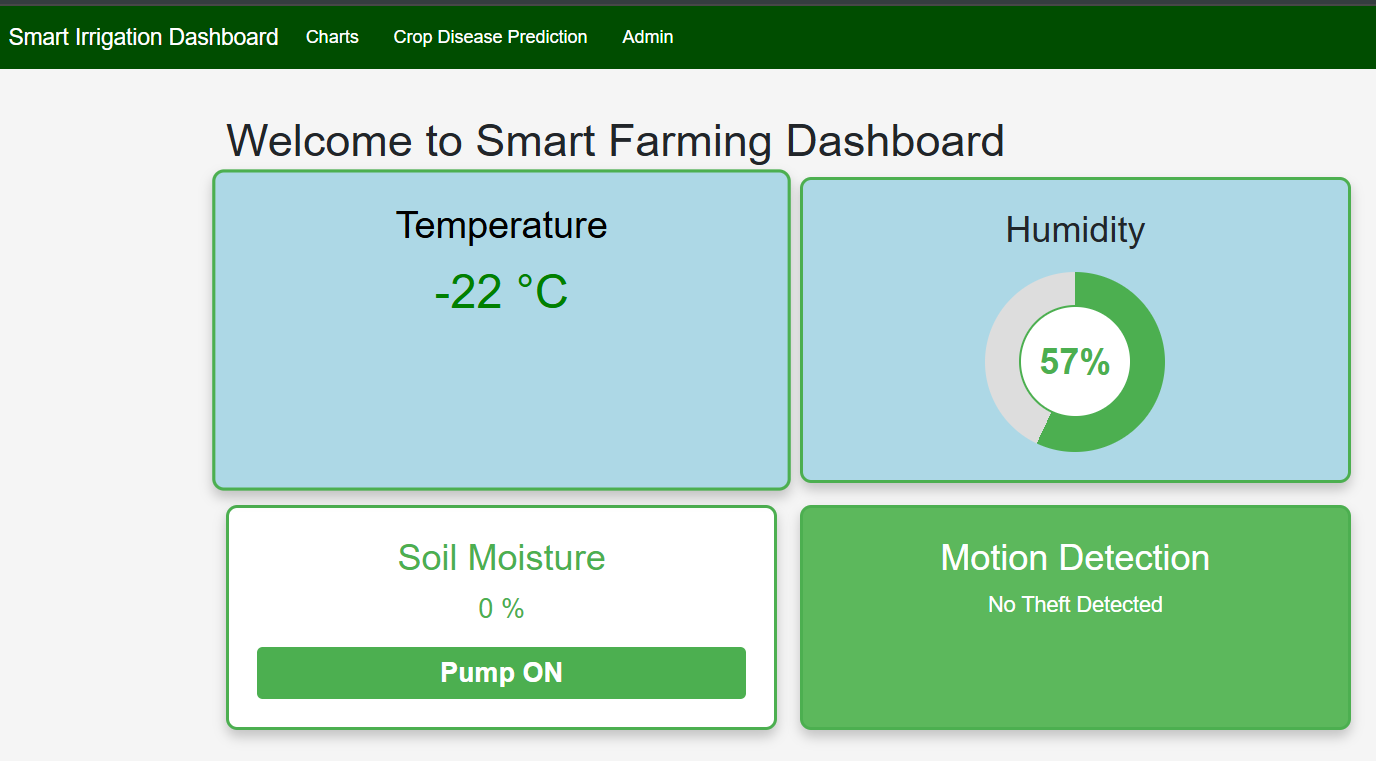 Smart Irrigation Dashboard Charts Crop Disease Prediction Admin
Welcome to Smart Farming Dashboard
Temperature
-22 °C
Humidity
57%
Soil Moisture
0 %
Pump ON
Motion Detection
No Theft Detected